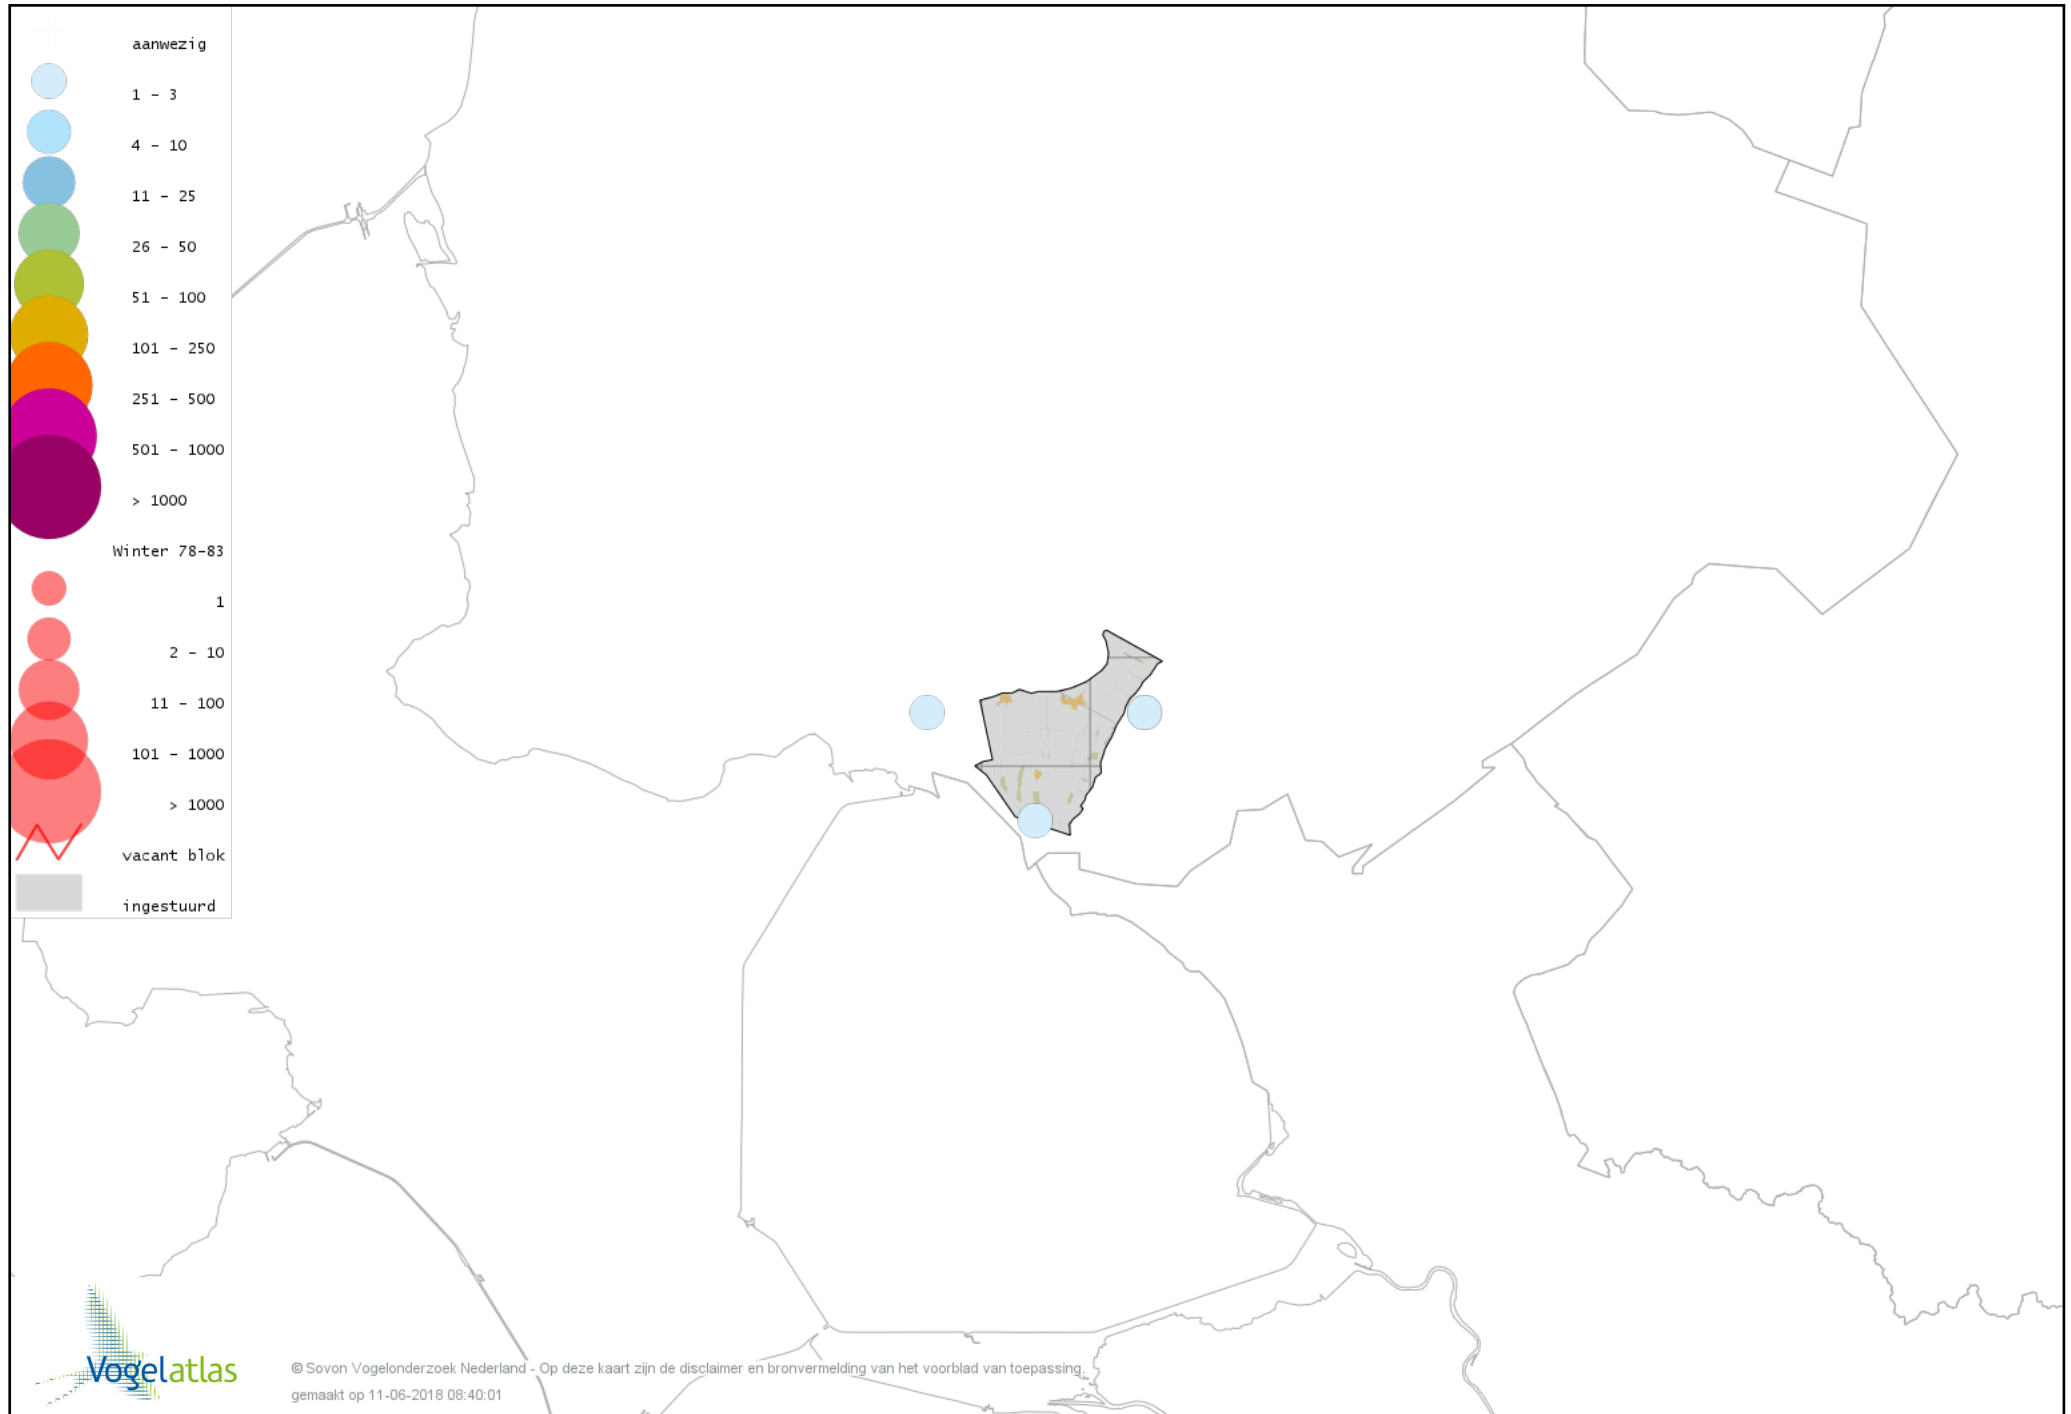 aanwezig
1 - 3
4 - 10
11 - 25
26 - 50
51 - 100
101 - 250
251 - 500
501 - 1000
> 1000
Winter 78-83
1
2 - 10
11 - 100
101 - 1000
> 1000
vacant blok
ingestuurd
Vogelatlas
© Sovon Vogelonderzoek Nederland - Op deze kaart zijn de disclaimer en bronvermelding van het voorblad van toepassing.
gemaakt op 11-06-2018 08:40:01